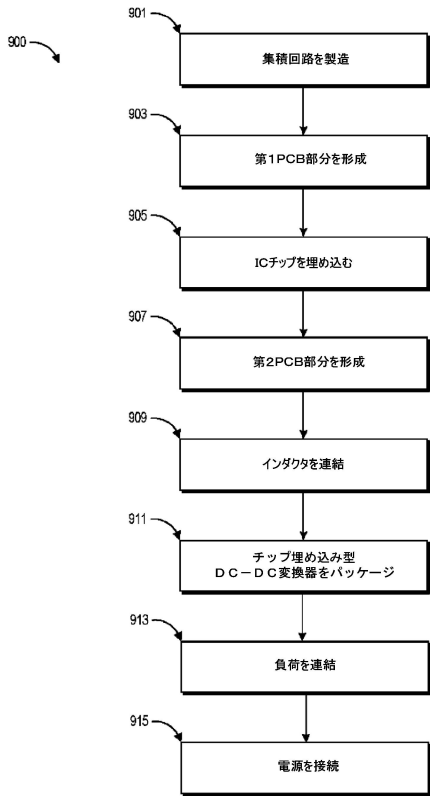 900
901
集積回路を製造
903
第１ＰＣＢ部分を形成
905
ICチップを埋め込む
907
第２ＰＣＢ部分を形成
909
インダクタを連結
911
チップ埋め込み型
ＤＣ－ＤＣ変換器をパッケージ
913
負荷を連結
915
電源を接続